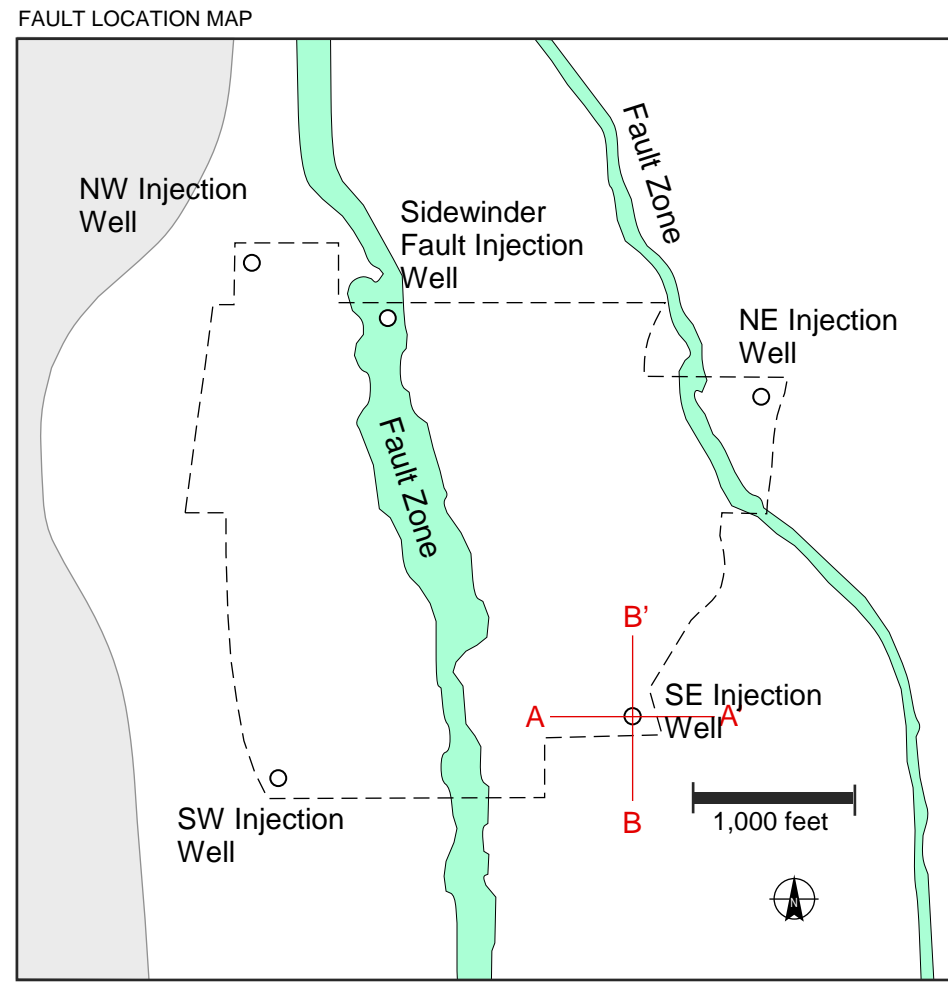 FAULT LOCATION MAP
NW Injection
Well
Sidewinder
Fault Injection
Well
Fault Zone
NE Injection
Well
Fault Zone
B’
SE Injection
Well
A
A
B
1,000 feet
SW Injection
Well
N